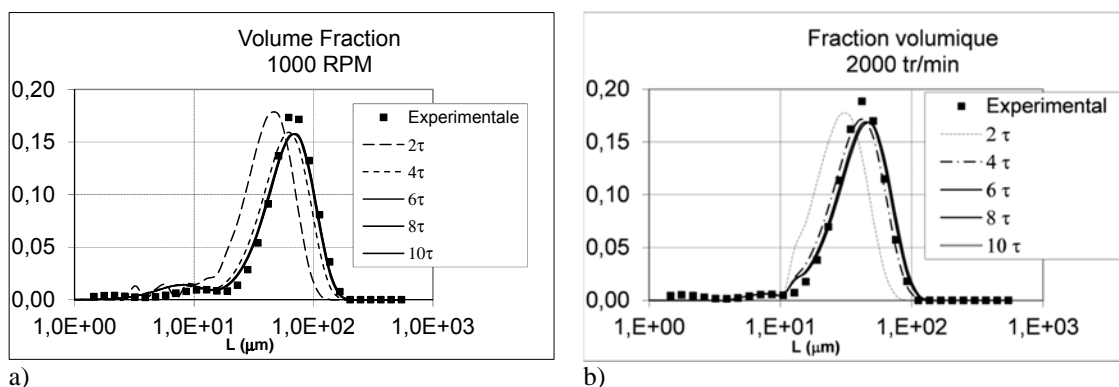 Volume Fraction
1000 RPM
0,20
0,15
0,10
0,05
0,00
Experimentale
2τ
4τ
6τ
8τ
10τ
1,0E+00
1,0E+01
1,0E+02
1,0E+03
L (μm)
a)
Fraction volumique
2000 tr/min
0,20
0,15
0,10
0,05
0,00
Experimental
2 τ
4 τ
6 τ
8 τ
10 τ
1,E+00
1,E+01
1,E+02
1,E+03
L (μm)
b)